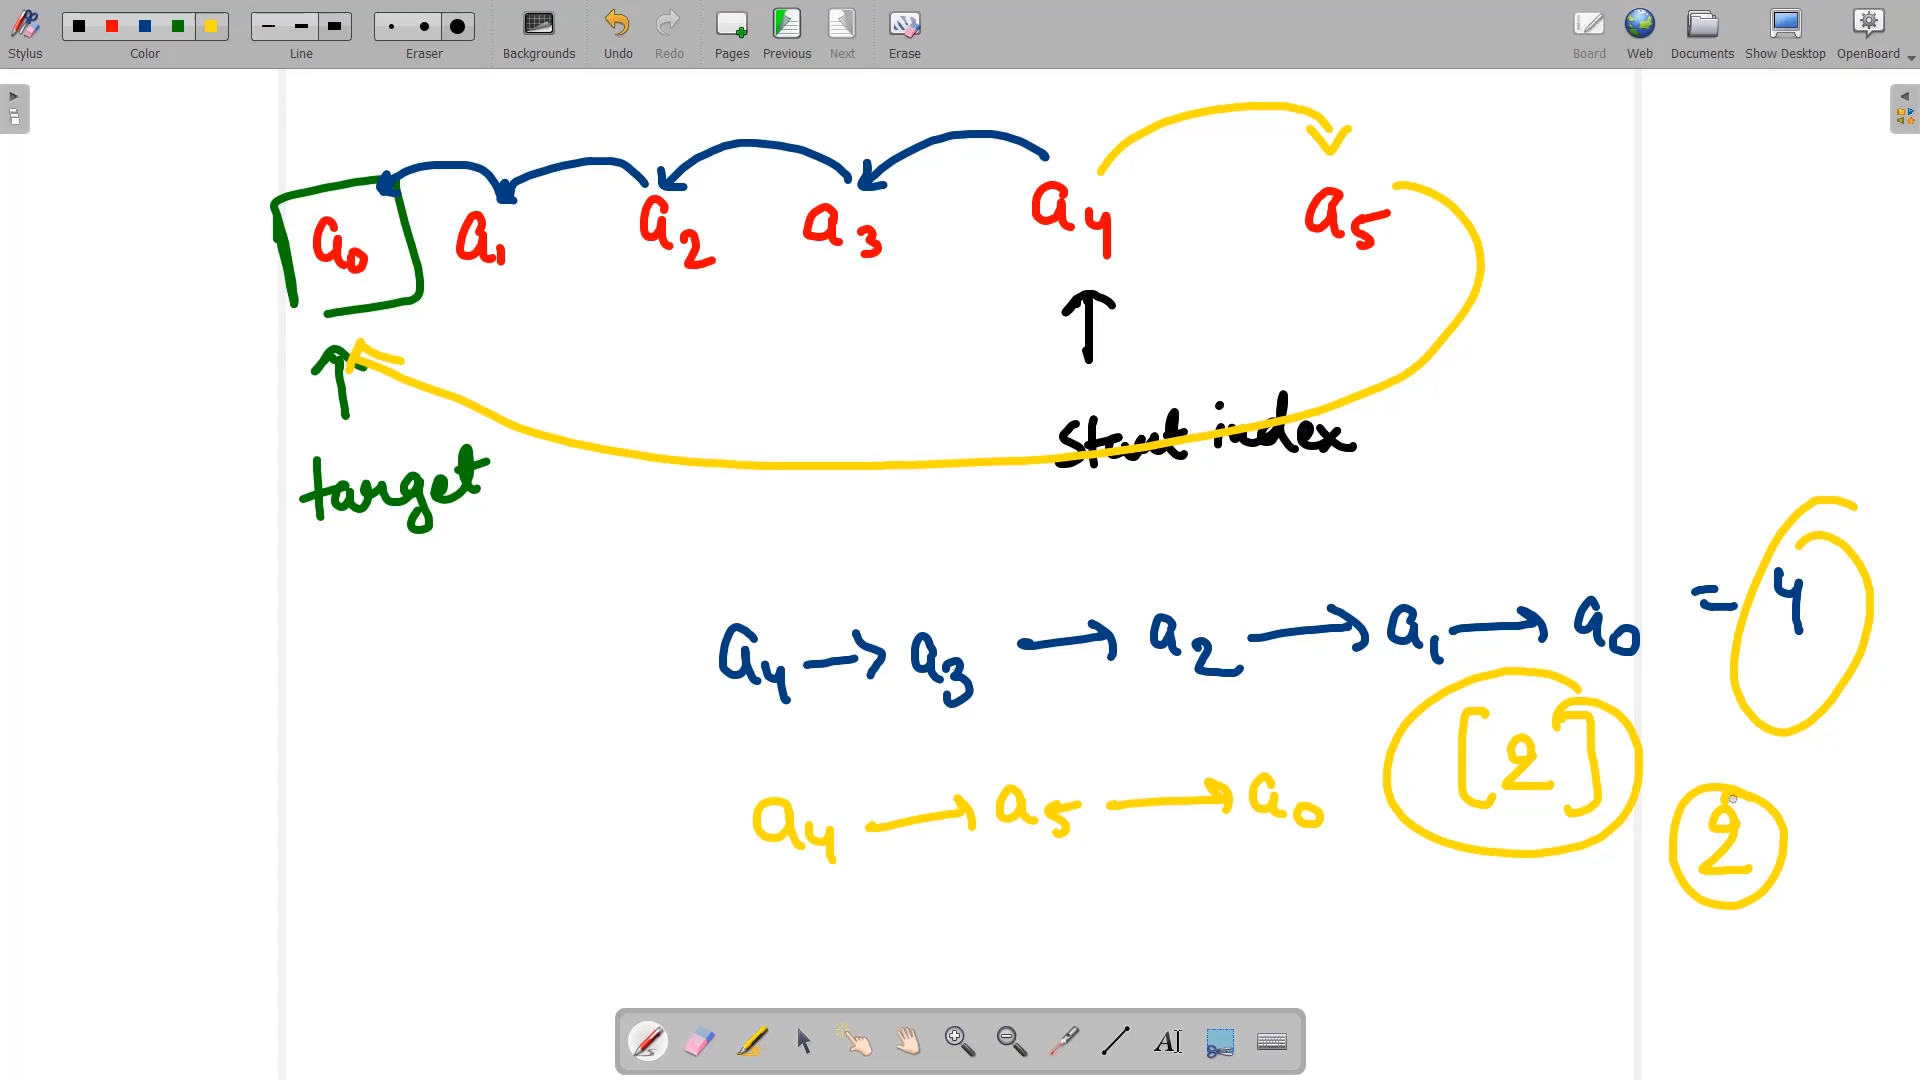 Stylus Color Line Eraser Backgrounds Undo Redo Pages Previous Next Erase Board Web Documents Show Desktop OpenBoard
a0 a1 a2 a3 a4 a5
start index
target
a4 → a3 → a2 → a1 → a0 = 4
a4 → a5 → a0 [2]
2